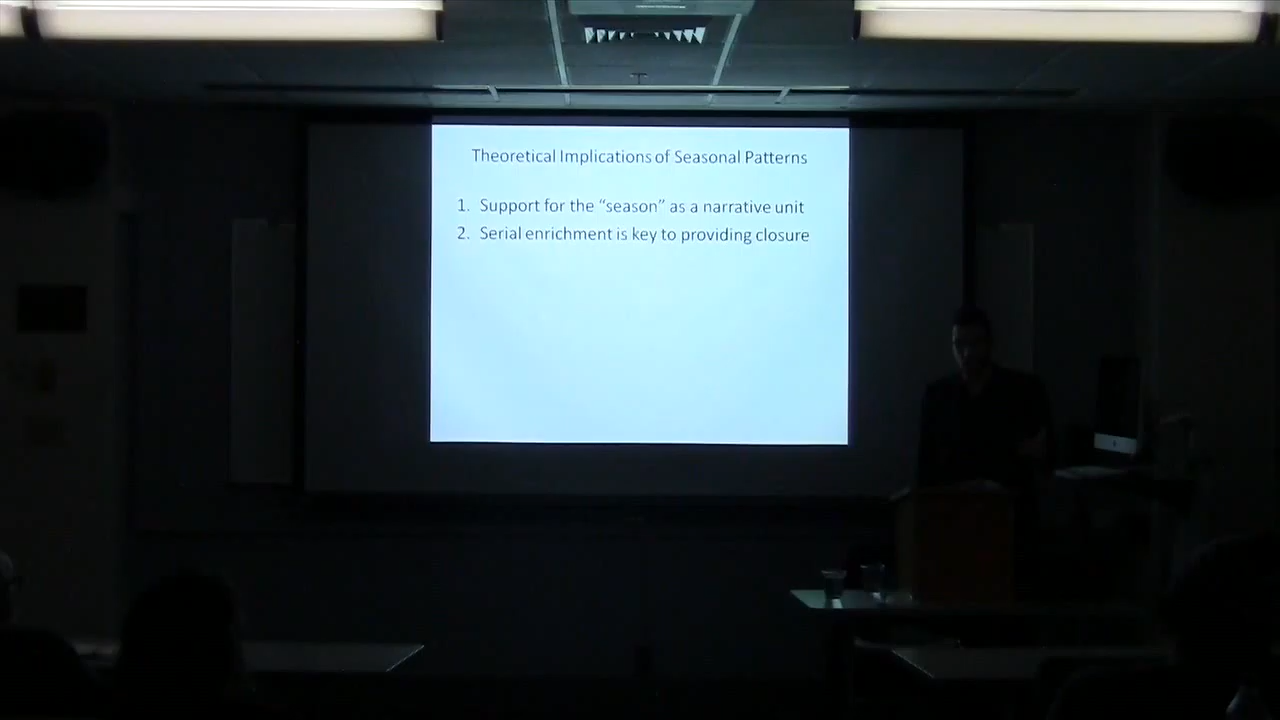 Theoretical Implications of Seasonal Patterns
1. Support for the “season” as a narrative unit
2. Serial enrichment is key to providing closure